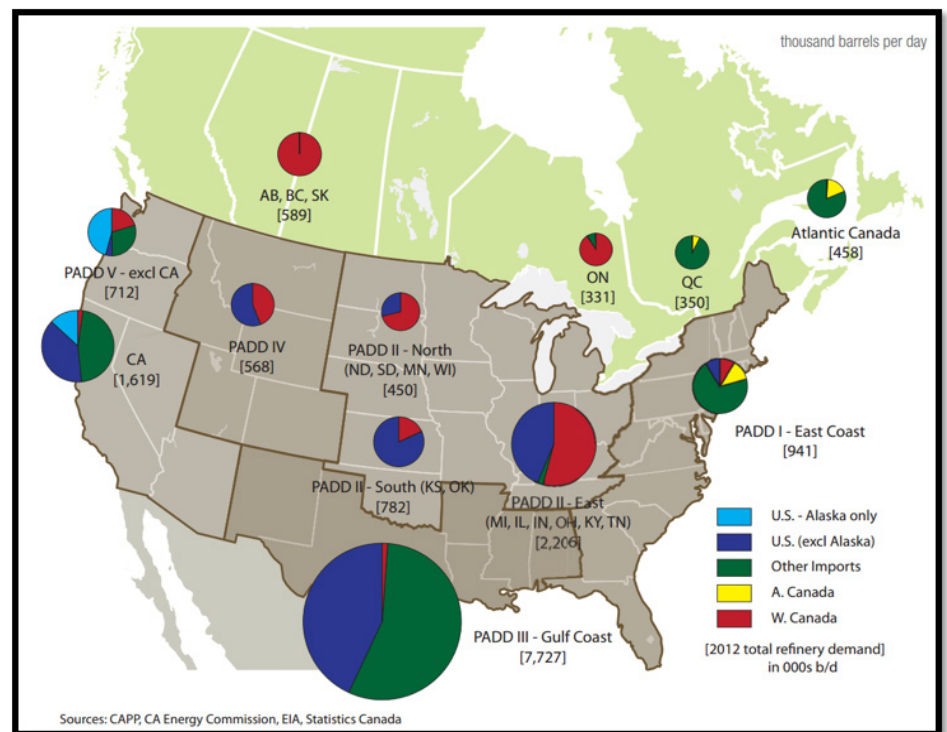 thousand barrels per day
AB, BC, SK
[589]
Atlantic Canada
[458]
ON
[331]
QC
[350]
PADD V - excl CA
[712]
CA
[1,619]
PADD IV
[568]
PADD II - North
(ND, SD, MN, WI)
[450]
PADD I - East Coast
[941]
PADD II - South (KS, OK)
[782]
PADD II - East
(MI, IL, IN, OH, KY, TN)
[2,206]
PADD III - Gulf Coast
[7,727]
U.S. - Alaska only
U.S. (excl Alaska)
Other Imports
A. Canada
W. Canada
[2012 total refinery demand]
in 000s b/d
Sources: CAPP, CA Energy Commission, EIA, Statistics Canada